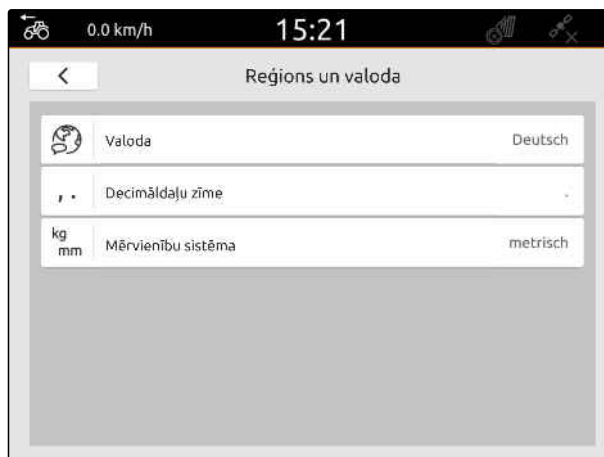 0.0 km/h 15:21
Reģions un valoda
Valoda Deutsch
, . Decimāldaļu zīme .
kg
mm Mērvienību sistēma metrisch